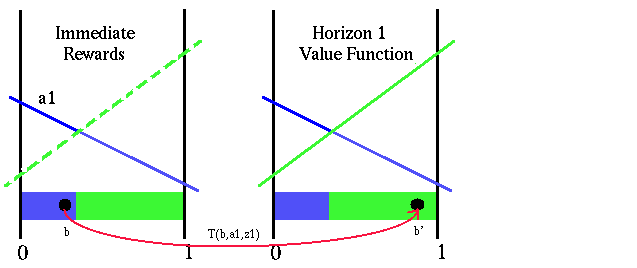 Immediate
Rewards
Horizon 1
Value Function
a1
b
T(b,a1,z1)
b'
0
1
0
1